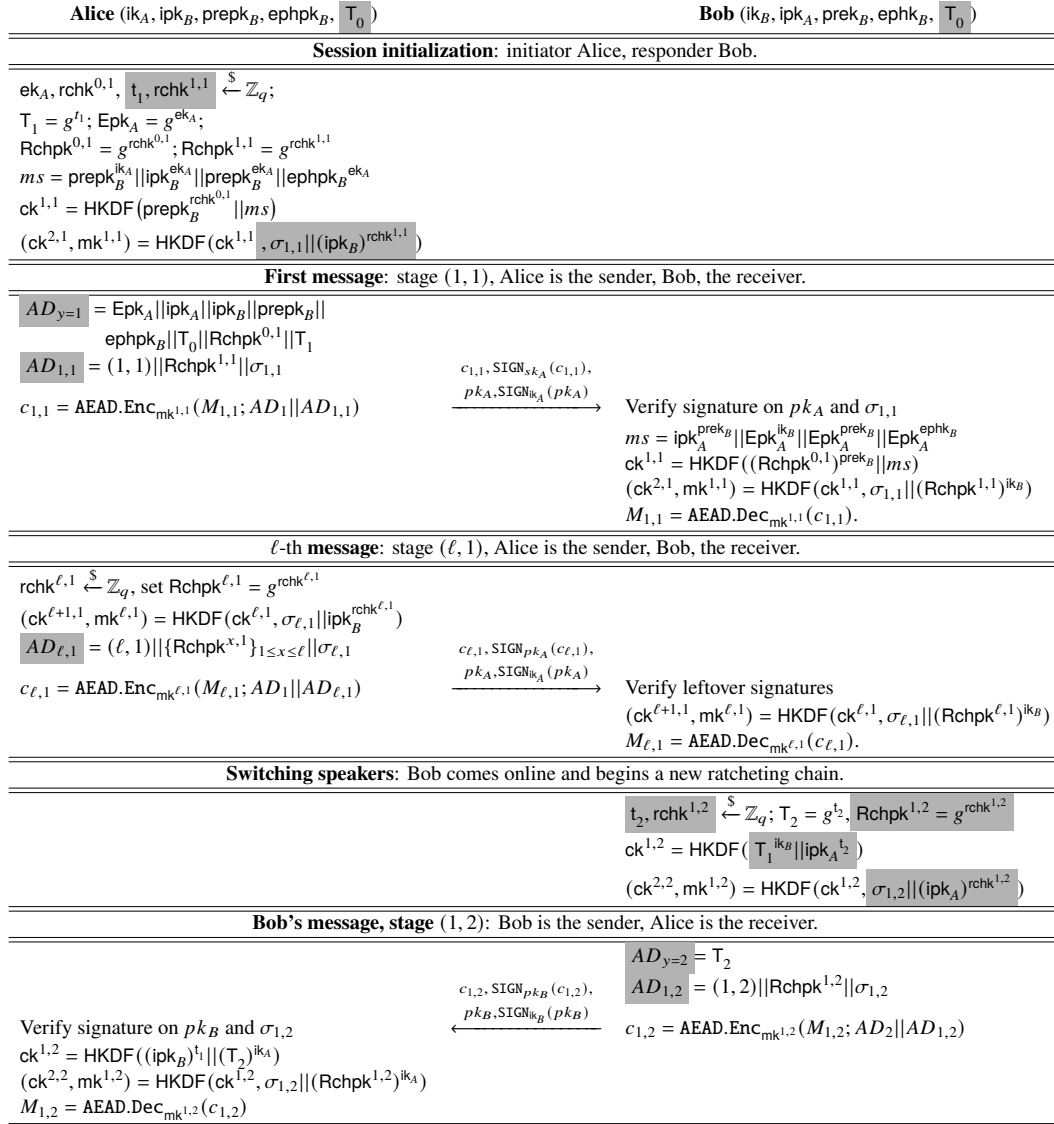 Alice (ik_A, ipk_B, prepk_B, ephpk_B, T_0) Bob (ik_B, ipk_A, prek_B, ephk_B, T_0)
Session initialization: initiator Alice, responder Bob.
ek_A, rchk^{0,1}, t_1, rchk^{1,1} \xleftarrow{$} ℤ_q;
T_1 = g^{t_1}; Epk_A = g^{ek_A};
Rchpk^{0,1} = g^{rchk^{0,1}}; Rchpk^{1,1} = g^{rchk^{1,1}}
ms = prepk_B^{ik_A}||ipk_B^{ek_A}||prepk_B^{ek_A}||ephpk_B^{ek_A}
ck^{1,1} = HKDF(prepk_B^{rchk^{0,1}}||ms)
(ck^{2,1}, mk^{1,1}) = HKDF(ck^{1,1}, σ_{1,1}||(ipk_B)^{rchk^{1,1}})
First message: stage (1, 1), Alice is the sender, Bob, the receiver.
AD_{y=1} = Epk_A||ipk_A||ipk_B||prepk_B||
ephpk_B||T_0||Rchpk^{0,1}||T_1
AD_{1,1} = (1, 1)||Rchpk^{1,1}||σ_{1,1}
c_{1,1}, SIGN_{sk_A}(c_{1,1}),
pk_A, SIGN_{ik_A}(pk_A)
c_{1,1} = AEAD.Enc_{mk^{1,1}}(M_{1,1}; AD_1||AD_{1,1})
Verify signature on pk_A and σ_{1,1}
ms = ipk_A^{prek_B}||Epk_A^{ik_B}||Epk_A^{prek_B}||Epk_A^{ephk_B}
ck^{1,1} = HKDF((Rchpk^{0,1})^{prek_B}||ms)
(ck^{2,1}, mk^{1,1}) = HKDF(ck^{1,1}, σ_{1,1}||(Rchpk^{1,1})^{ik_B})
M_{1,1} = AEAD.Dec_{mk^{1,1}}(c_{1,1}).
ℓ-th message: stage (ℓ, 1), Alice is the sender, Bob, the receiver.
rchk^{ℓ,1} \xleftarrow{$} ℤ_q, set Rchpk^{ℓ,1} = g^{rchk^{ℓ,1}}
(ck^{ℓ+1,1}, mk^{ℓ,1}) = HKDF(ck^{ℓ,1}, σ_{ℓ,1}||ipk_B^{rchk^{ℓ,1}})
AD_{ℓ,1} = (ℓ, 1)||{Rchpk^{x,1}}_{1≤x≤ℓ}||σ_{ℓ,1}
c_{ℓ,1}, SIGN_{pk_A}(c_{ℓ,1}),
pk_A, SIGN_{ik_A}(pk_A)
c_{ℓ,1} = AEAD.Enc_{mk^{ℓ,1}}(M_{ℓ,1}; AD_1||AD_{ℓ,1})
Verify leftover signatures
(ck^{ℓ+1,1}, mk^{ℓ,1}) = HKDF(ck^{ℓ,1}, σ_{ℓ,1}||(Rchpk^{ℓ,1})^{ik_B})
M_{ℓ,1} = AEAD.Dec_{mk^{ℓ,1}}(c_{ℓ,1}).
Switching speakers: Bob comes online and begins a new ratcheting chain.
t_2, rchk^{1,2} \xleftarrow{$} ℤ_q; T_2 = g^{t_2}, Rchpk^{1,2} = g^{rchk^{1,2}}
ck^{1,2} = HKDF(T_1^{ik_B}||ipk_A^{t_2})
(ck^{2,2}, mk^{1,2}) = HKDF(ck^{1,2}, σ_{1,2}||(ipk_A)^{rchk^{1,2}})
Bob's message, stage (1, 2): Bob is the sender, Alice is the receiver.
AD_{y=2} = T_2
AD_{1,2} = (1, 2)||Rchpk^{1,2}||σ_{1,2}
c_{1,2}, SIGN_{pk_B}(c_{1,2}),
pk_B, SIGN_{ik_B}(pk_B)
c_{1,2} = AEAD.Enc_{mk^{1,2}}(M_{1,2}; AD_2||AD_{1,2})
Verify signature on pk_B and σ_{1,2}
ck^{1,2} = HKDF((ipk_B)^{t_1}||(T_2)^{ik_A})
(ck^{2,2}, mk^{1,2}) = HKDF(ck^{1,2}, σ_{1,2}||(Rchpk^{1,2})^{ik_A})
M_{1,2} = AEAD.Dec_{mk^{1,2}}(c_{1,2})